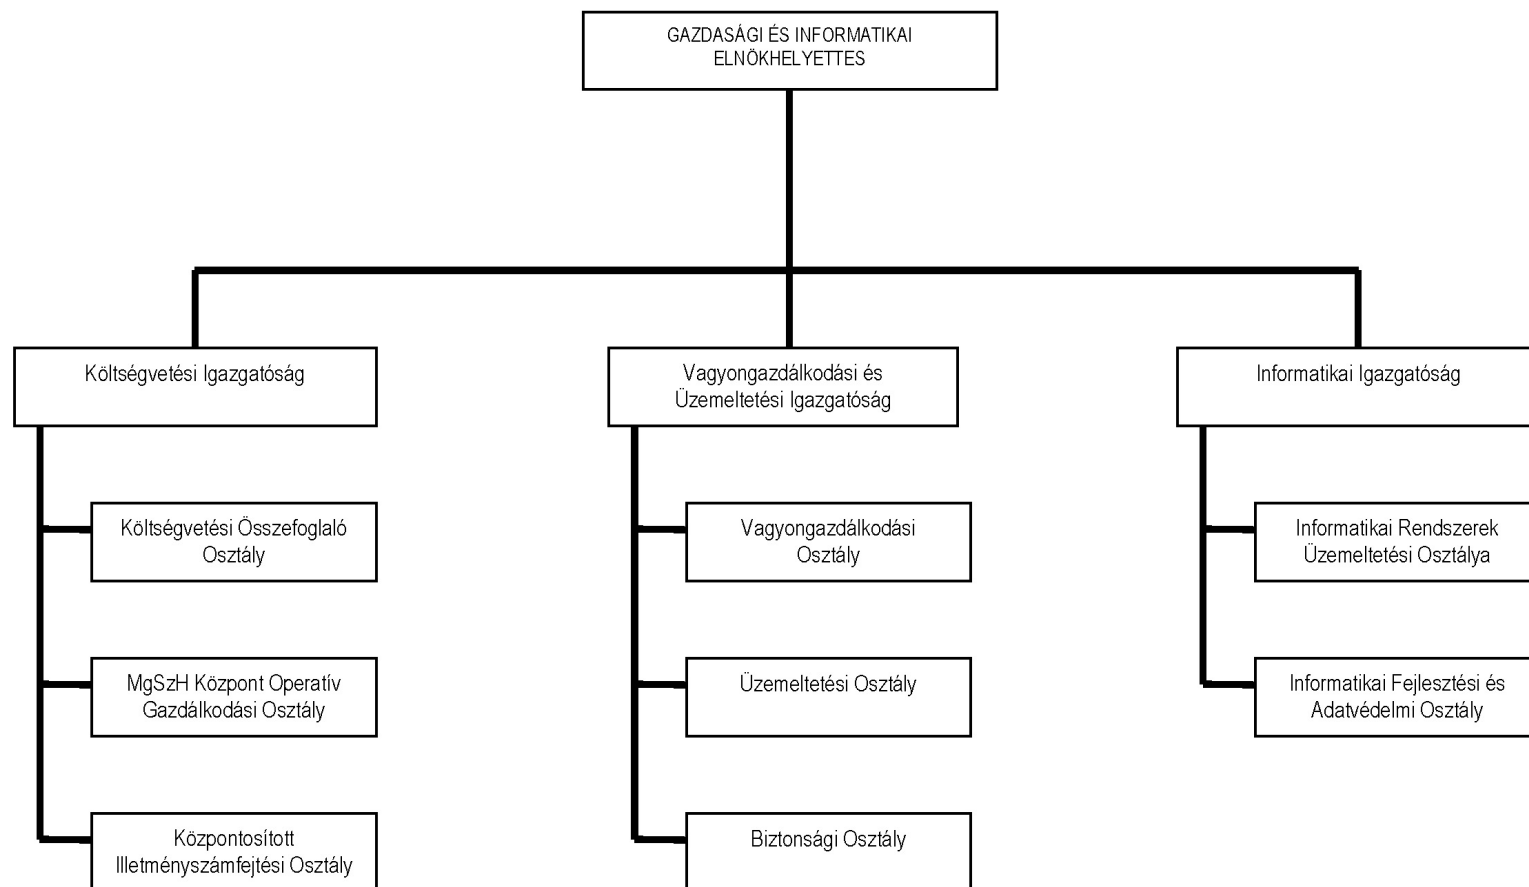 GAZDASÁGI ÉS INFORMATIKAI
ELNÖKHELYETTES
Költségvetési Igazgatóság
Vagyongazdálkodási és
Üzemeltetési Igazgatóság
Informatikai Igazgatóság
Költségvetési Összefoglaló
Osztály
Vagyongazdálkodási
Osztály
Informatikai Rendszerek
Üzemeltetési Osztálya
MgSzH Központ Operatív
Gazdálkodási Osztály
Üzemeltetési Osztály
Informatikai Fejlesztési és
Adatvédelmi Osztály
Központosított
Illetményszámfejtési Osztály
Biztonsági Osztály